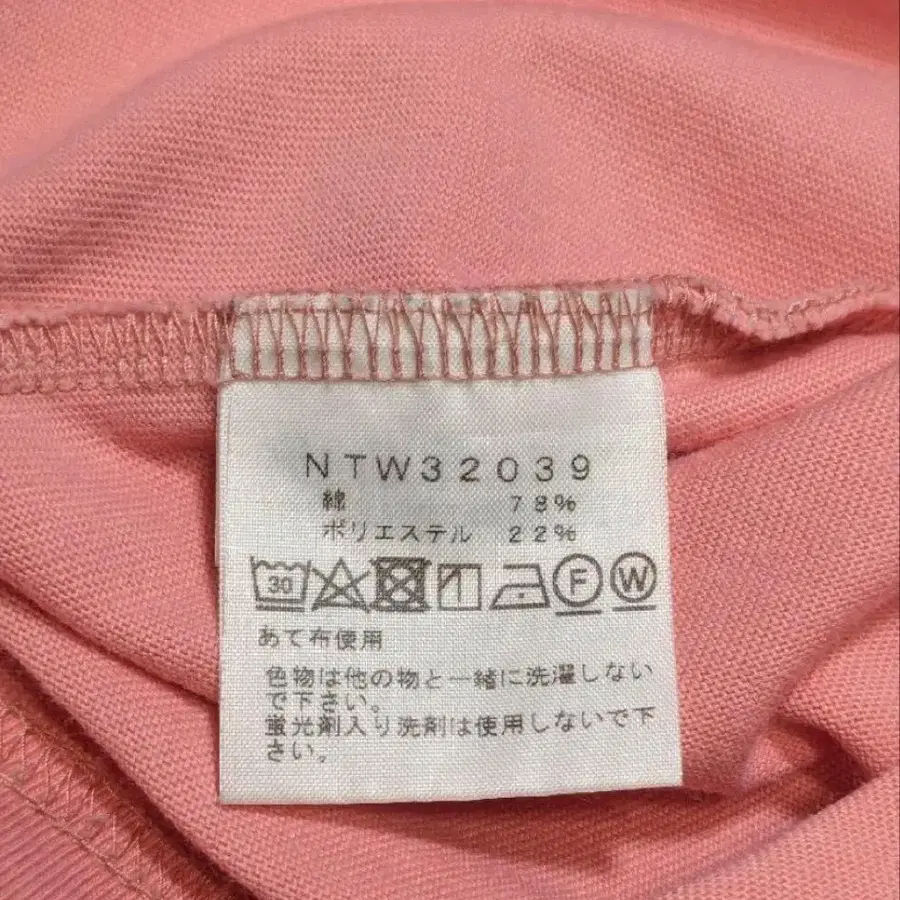 NTW32039
綿 78%
ポリエステル 22%
30 F W
あて布使用
色物は他の物と一緒に洗濯しない
で下さい。
蛍光剤入り洗剤は使用しないで下
さい。